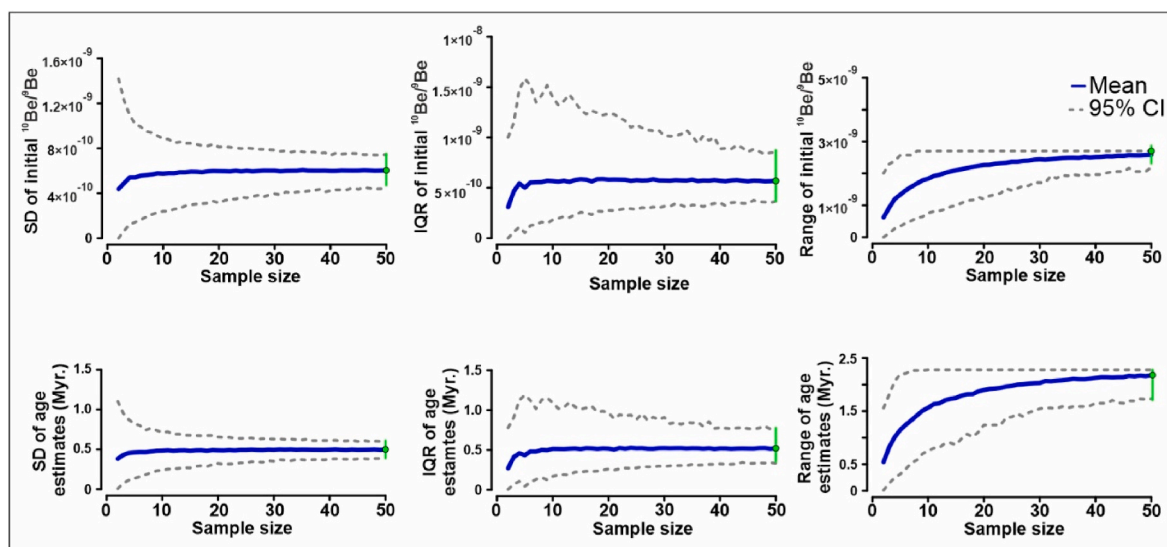 SD of initial ¹⁰Be/⁹Be
1.6×10⁻⁹
1.2×10⁻⁹
8×10⁻¹⁰
4×10⁻¹⁰
0
0 10 20 30 40 50
Sample size
IQR of initial ¹⁰Be/⁹Be
1×10⁻⁸
1.5×10⁻⁹
1×10⁻⁹
5×10⁻¹⁰
0
0 10 20 30 40 50
Sample size
Range of initial ¹⁰Be/⁹Be
5×10⁻⁹
3×10⁻⁹
2×10⁻⁹
1×10⁻⁹
0
0 10 20 30 40 50
Sample size
Mean
95% CI
SD of age
estimates (Myr.)
1.5
1.0
0.5
0
0 10 20 30 40 50
Sample size
IQR of age
estamtes (Myr.)
1.5
1.0
0.5
0
0 10 20 30 40 50
Sample size
Range of age
estimates (Myr.)
2.5
1.5
0.5
0
0 10 20 30 40 50
Sample size